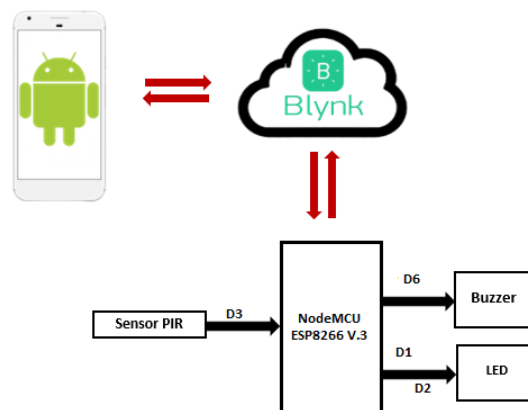 B
Blynk
D3
Sensor PIR
NodeMCU
ESP8266 V.3
D6
Buzzer
D1
LED
D2